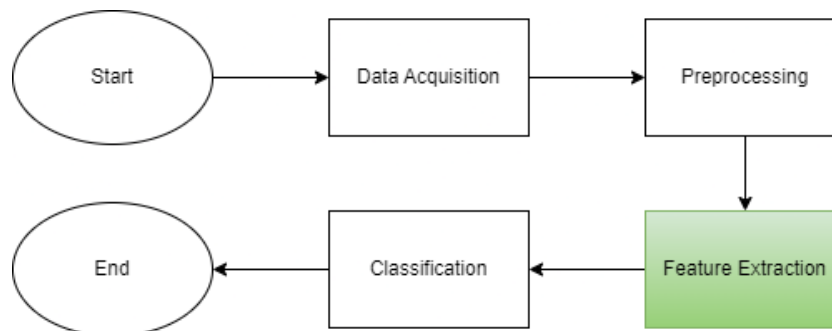 Start
Data Acquisition
Preprocessing
Feature Extraction
Classification
End